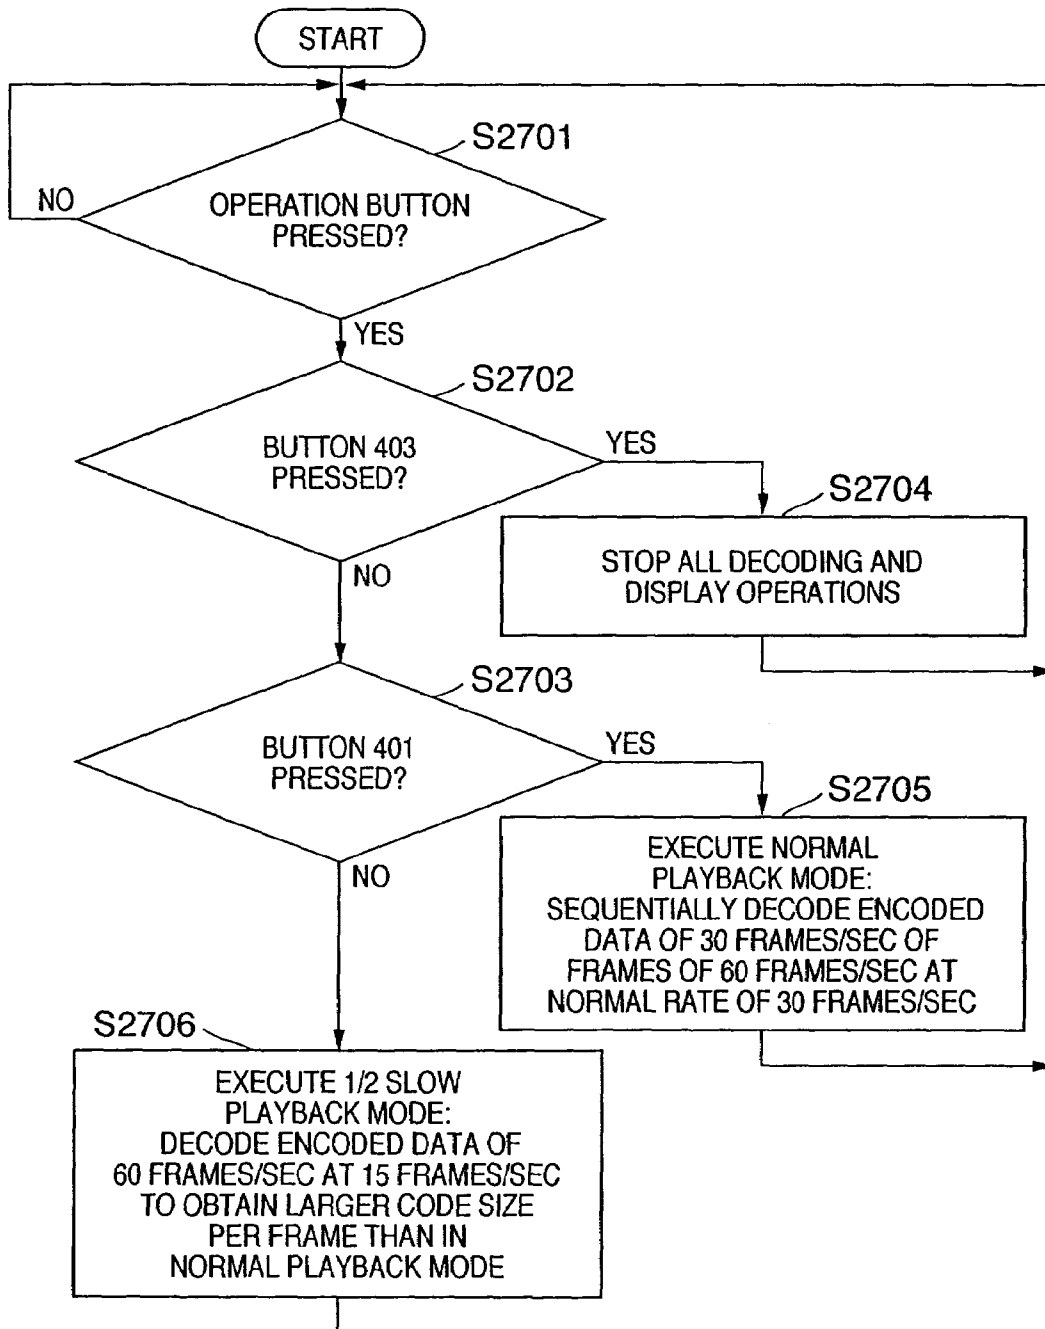 START
S2701
NO
OPERATION BUTTON
PRESSED?
YES
S2702
BUTTON 403
PRESSED?
YES
S2704
STOP ALL DECODING AND
DISPLAY OPERATIONS
NO
S2703
BUTTON 401
PRESSED?
YES
S2705
EXECUTE NORMAL
PLAYBACK MODE:
SEQUENTIALLY DECODE ENCODED
DATA OF 30 FRAMES/SEC OF
FRAMES OF 60 FRAMES/SEC AT
NORMAL RATE OF 30 FRAMES/SEC
NO
S2706
EXECUTE 1/2 SLOW
PLAYBACK MODE:
DECODE ENCODED DATA OF
60 FRAMES/SEC AT 15 FRAMES/SEC
TO OBTAIN LARGER CODE SIZE
PER FRAME THAN IN
NORMAL PLAYBACK MODE